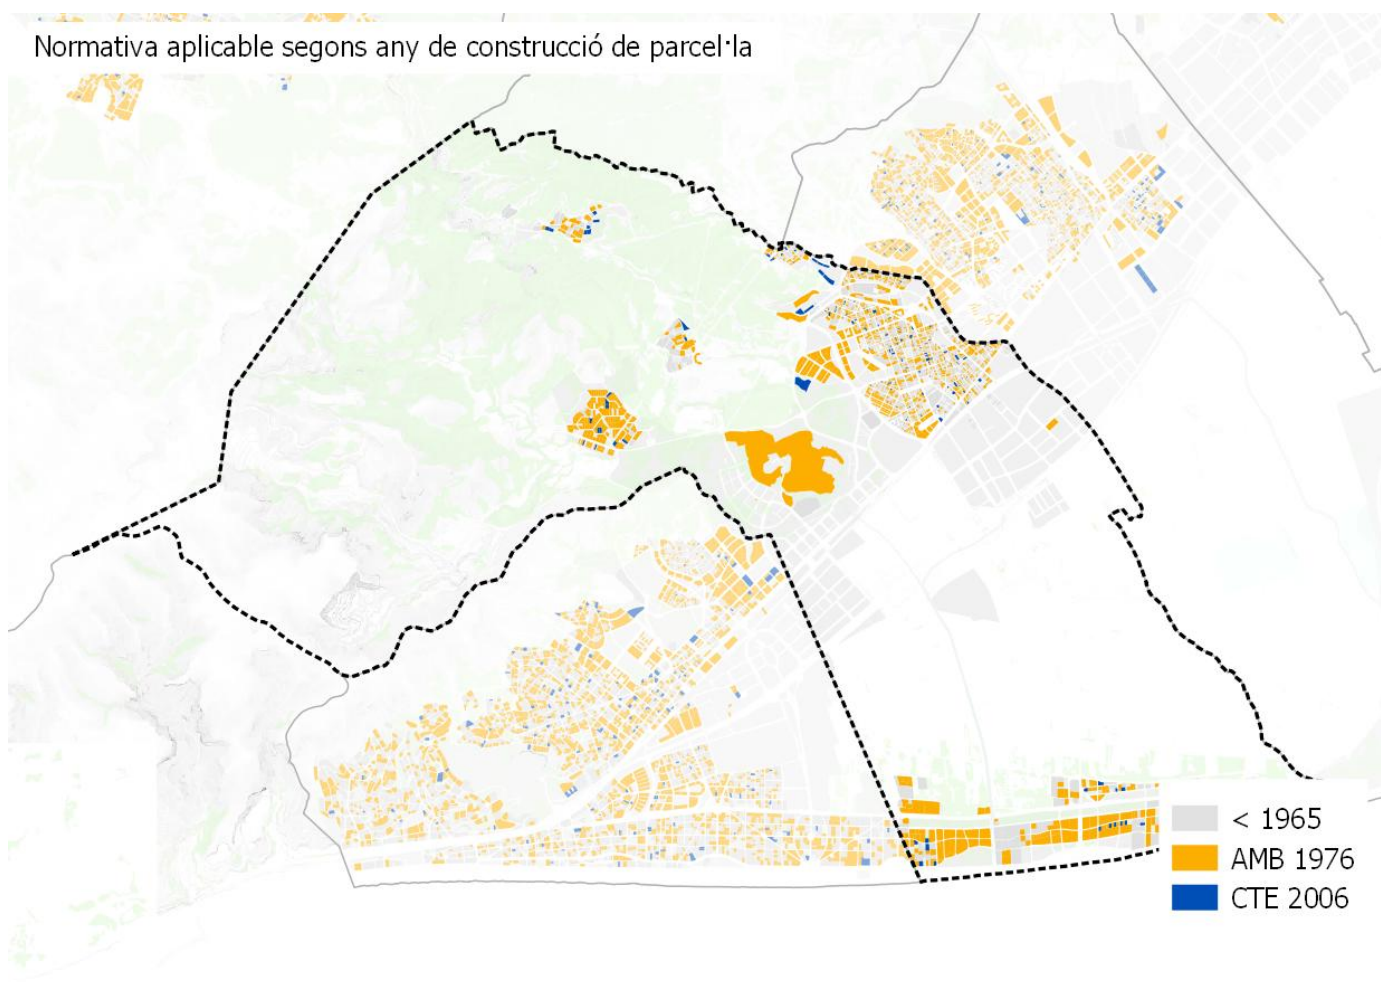 Normativa aplicable segons any de construcció de parcel·la
< 1965
AMB 1976
CTE 2006